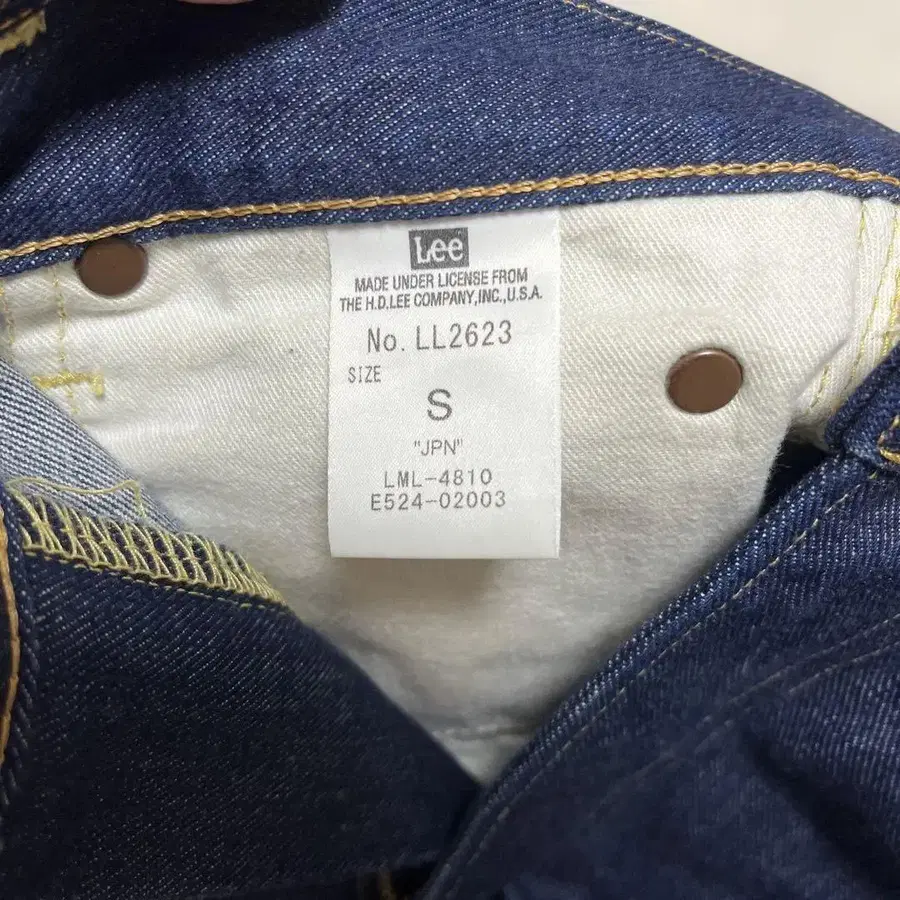 Lee
MADE UNDER LICENSE FROM
THE H.D.LEE COMPANY,INC.,U.S.A.
No. LL2623
SIZE
S
"JPN"
LML-4810
E524-02003